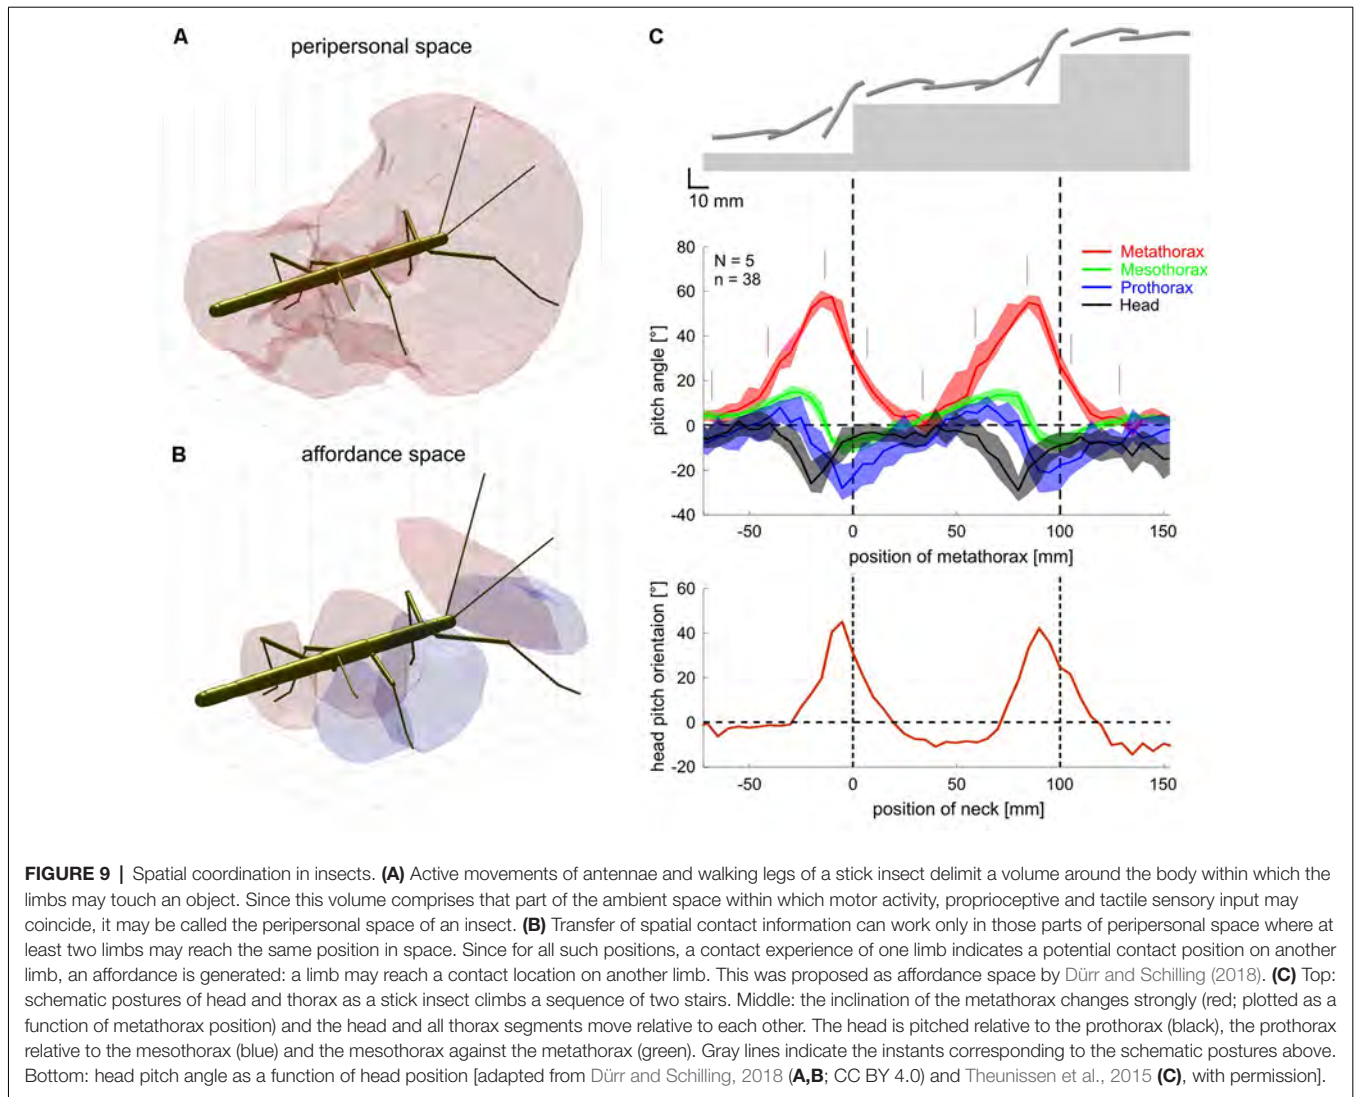 A
peripersonal space
B
affordance space
C
10 mm
80
60
40
20
0
-20
-40
pitch angle [°]
N = 5
n = 38
Metathorax
Mesothorax
Prothorax
Head
-50
0
50
100
150
position of metathorax [mm]
60
40
20
0
-20
head pitch orientaion [°]
-50
0
50
100
150
position of neck [mm]
FIGURE 9 | Spatial coordination in insects. (A) Active movements of antennae and walking legs of a stick insect delimit a volume around the body within which the
limbs may touch an object. Since this volume comprises that part of the ambient space within which motor activity, proprioceptive and tactile sensory input may
coincide, it may be called the peripersonal space of an insect. (B) Transfer of spatial contact information can work only in those parts of peripersonal space where at
least two limbs may reach the same position in space. Since for all such positions, a contact experience of one limb indicates a potential contact position on another
limb, an affordance is generated: a limb may reach a contact location on another limb. This was proposed as affordance space by Dürr and Schilling (2018). (C) Top:
schematic postures of head and thorax as a stick insect climbs a sequence of two stairs. Middle: the inclination of the metathorax changes strongly (red; plotted as a
function of metathorax position) and the head and all thorax segments move relative to each other. The head is pitched relative to the prothorax (black), the prothorax
relative to the mesothorax (blue) and the mesothorax against the metathorax (green). Gray lines indicate the instants corresponding to the schematic postures above.
Bottom: head pitch angle as a function of head position [adapted from Dürr and Schilling, 2018 (A,B; CC BY 4.0) and Theunissen et al., 2015 (C), with permission].